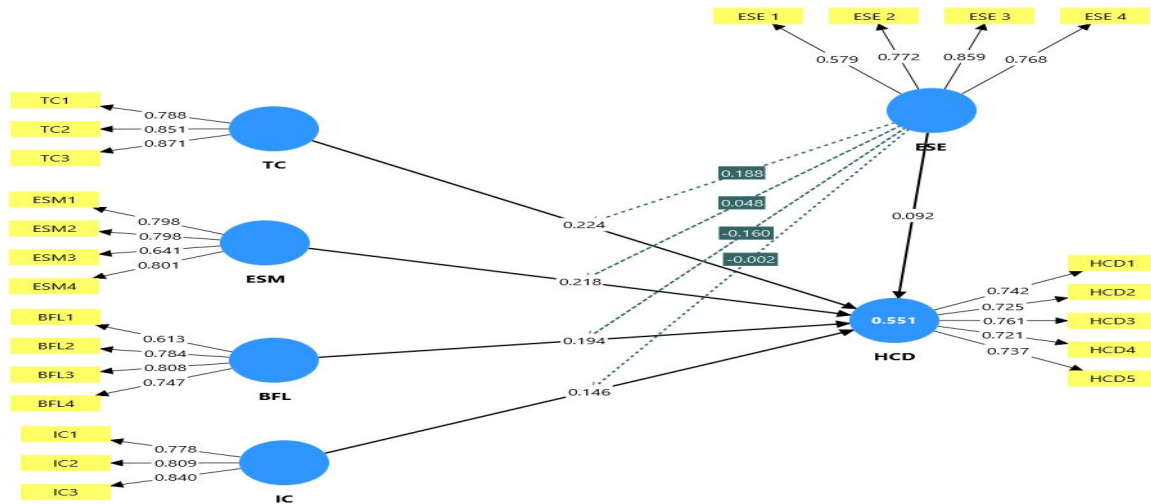 ESE 1 ESE 2 ESE 3 ESE 4
0.579 0.772 0.859 0.768
ESE
TC1
TC2
TC3
0.788
0.851
0.871
TC
0.188
0.048
-0.160
-0.002
0.224
0.092
ESM1
ESM2
ESM3
ESM4
0.798
0.798
0.641
0.801
ESM
0.218
BFL1
BFL2
BFL3
BFL4
0.613
0.784
0.808
0.747
BFL
0.194
0.146
0.551
HCD
0.742
0.725
0.761
0.721
0.737
HCD1
HCD2
HCD3
HCD4
HCD5
IC1
IC2
IC3
0.778
0.809
0.840
IC